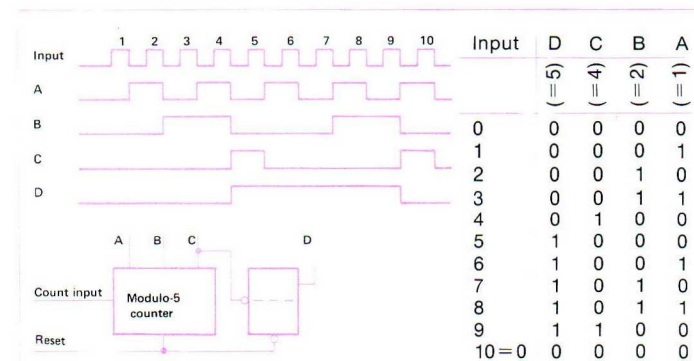 1 2 3 4 5 6 7 8 9 10
Input
A
B
C
D
A B C D
Count input
Modulo-5
counter
Reset
Input D C B A
(=5) (=4) (=2) (=1)
0 0 0 0 0
1 0 0 0 1
2 0 0 1 0
3 0 0 1 1
4 0 1 0 0
5 1 0 0 0
6 1 0 0 1
7 1 0 1 0
8 1 0 1 1
9 1 1 0 0
10=0 0 0 0 0